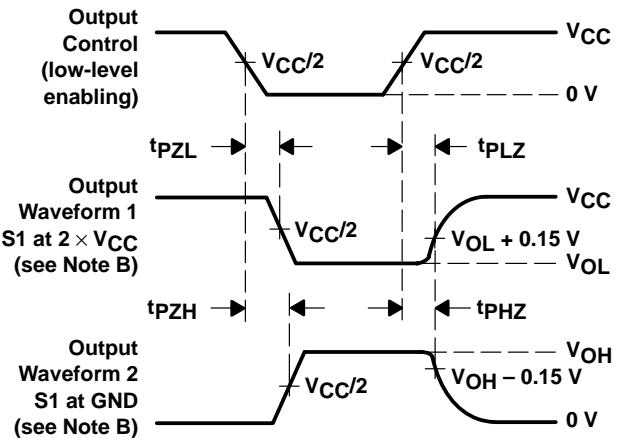 Output
Control
(low-level
enabling)
VCC/2
VCC/2
VCC
0 V
tPZL
tPLZ
Output
Waveform 1
S1 at 2 × VCC
(see Note B)
VCC/2
VCC
VOL + 0.15 V
VOL
tPZH
tPHZ
Output
Waveform 2
S1 at GND
(see Note B)
VCC/2
VOH
VOH – 0.15 V
0 V